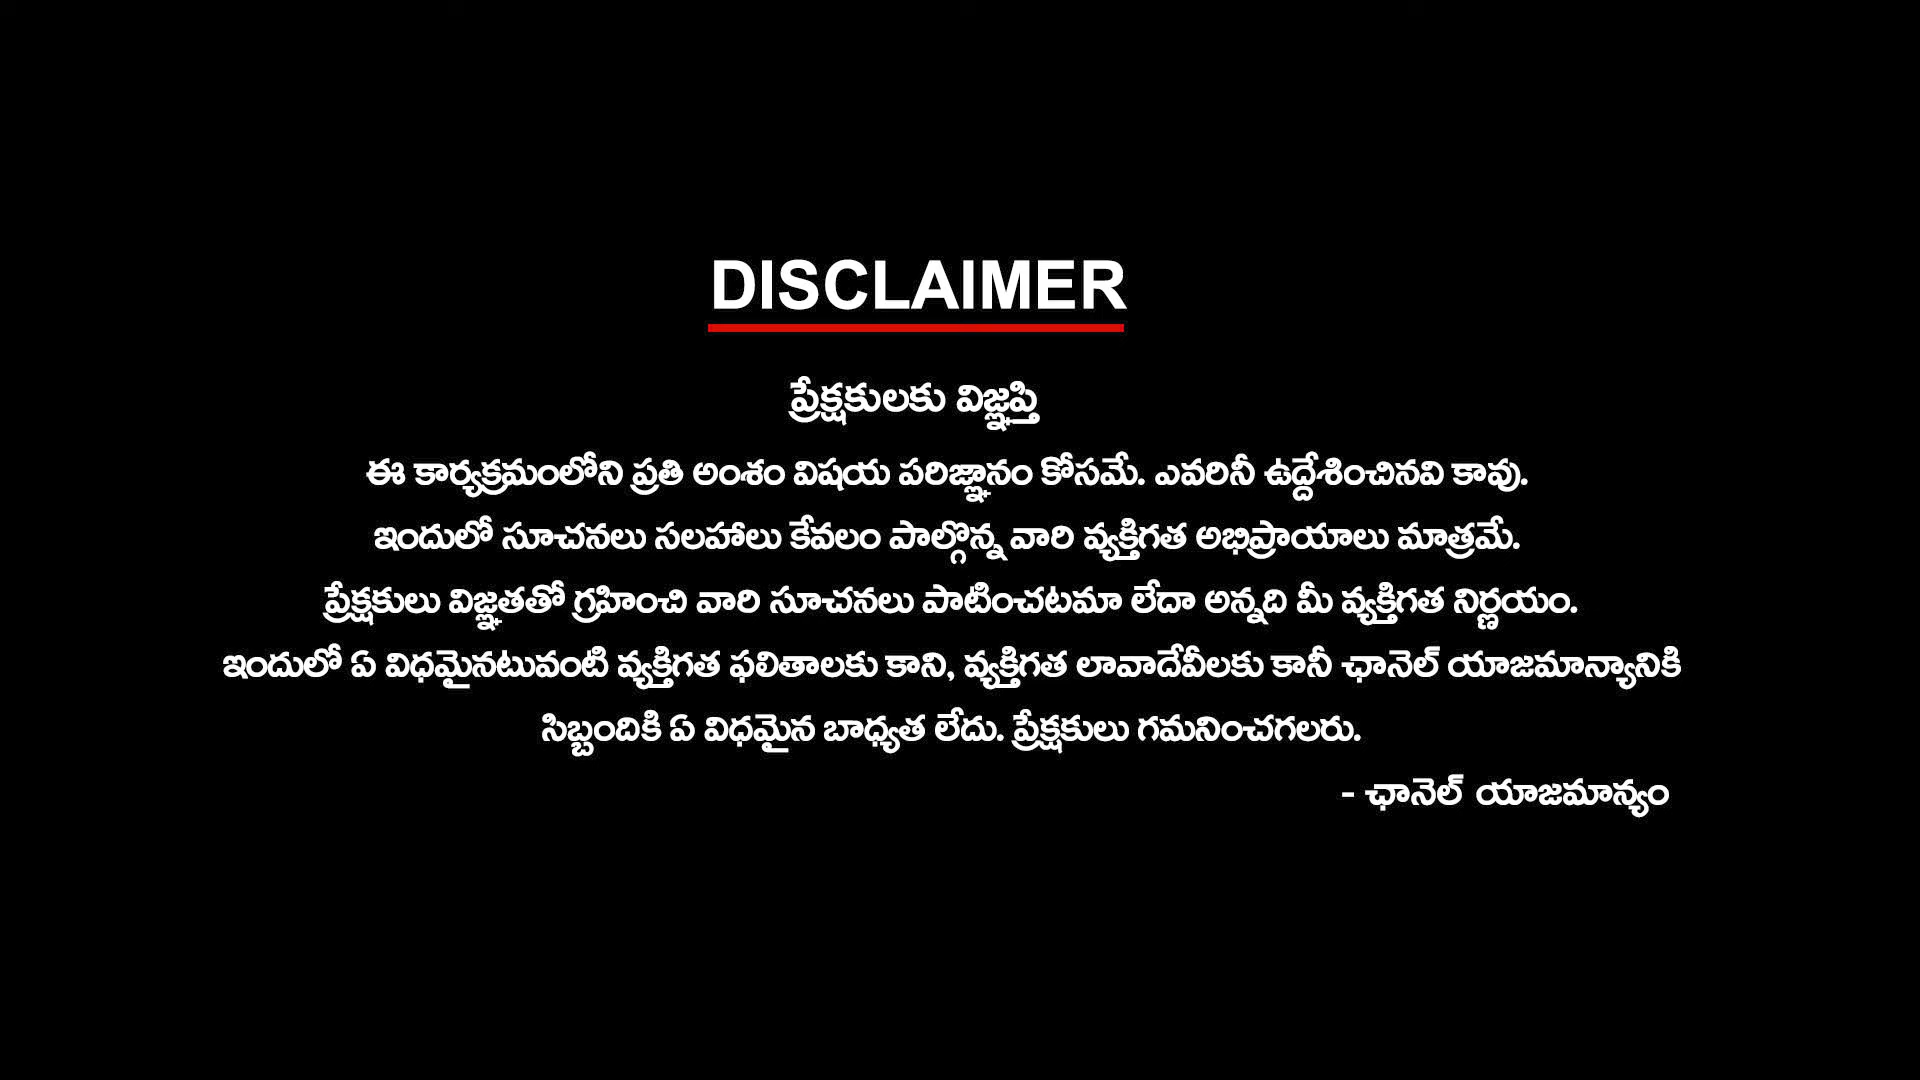 DISCLAIMER
ప్రేక్షకులకు విజ్ఞప్తి
ఈ కార్యక్రమంలోని ప్రతి అంశం విషయ పరిజ్ఞానం కోసమే. ఎవరినీ ఉద్దేశించినవి కావు.
ఇందులో సూచనలు సలహాలు కేవలం పాల్గొన్న వారి వ్యక్తిగత అభిప్రాయాలు మాత్రమే.
ప్రేక్షకులు విజ్ఞతతో గ్రహించి వారి సూచనలు పాటించటమా లేదా అన్నది మీ వ్యక్తిగత నిర్ణయం.
ఇందులో ఏ విధమైనటువంటి వ్యక్తిగత ఫలితాలకు కాని, వ్యక్తిగత లావాదేవీలకు కానీ ఛానెల్ యాజమాన్యానికి
సిబ్బందికి ఏ విధమైన బాధ్యత లేదు. ప్రేక్షకులు గమనించగలరు.
- ఛానెల్ యాజమాన్యం